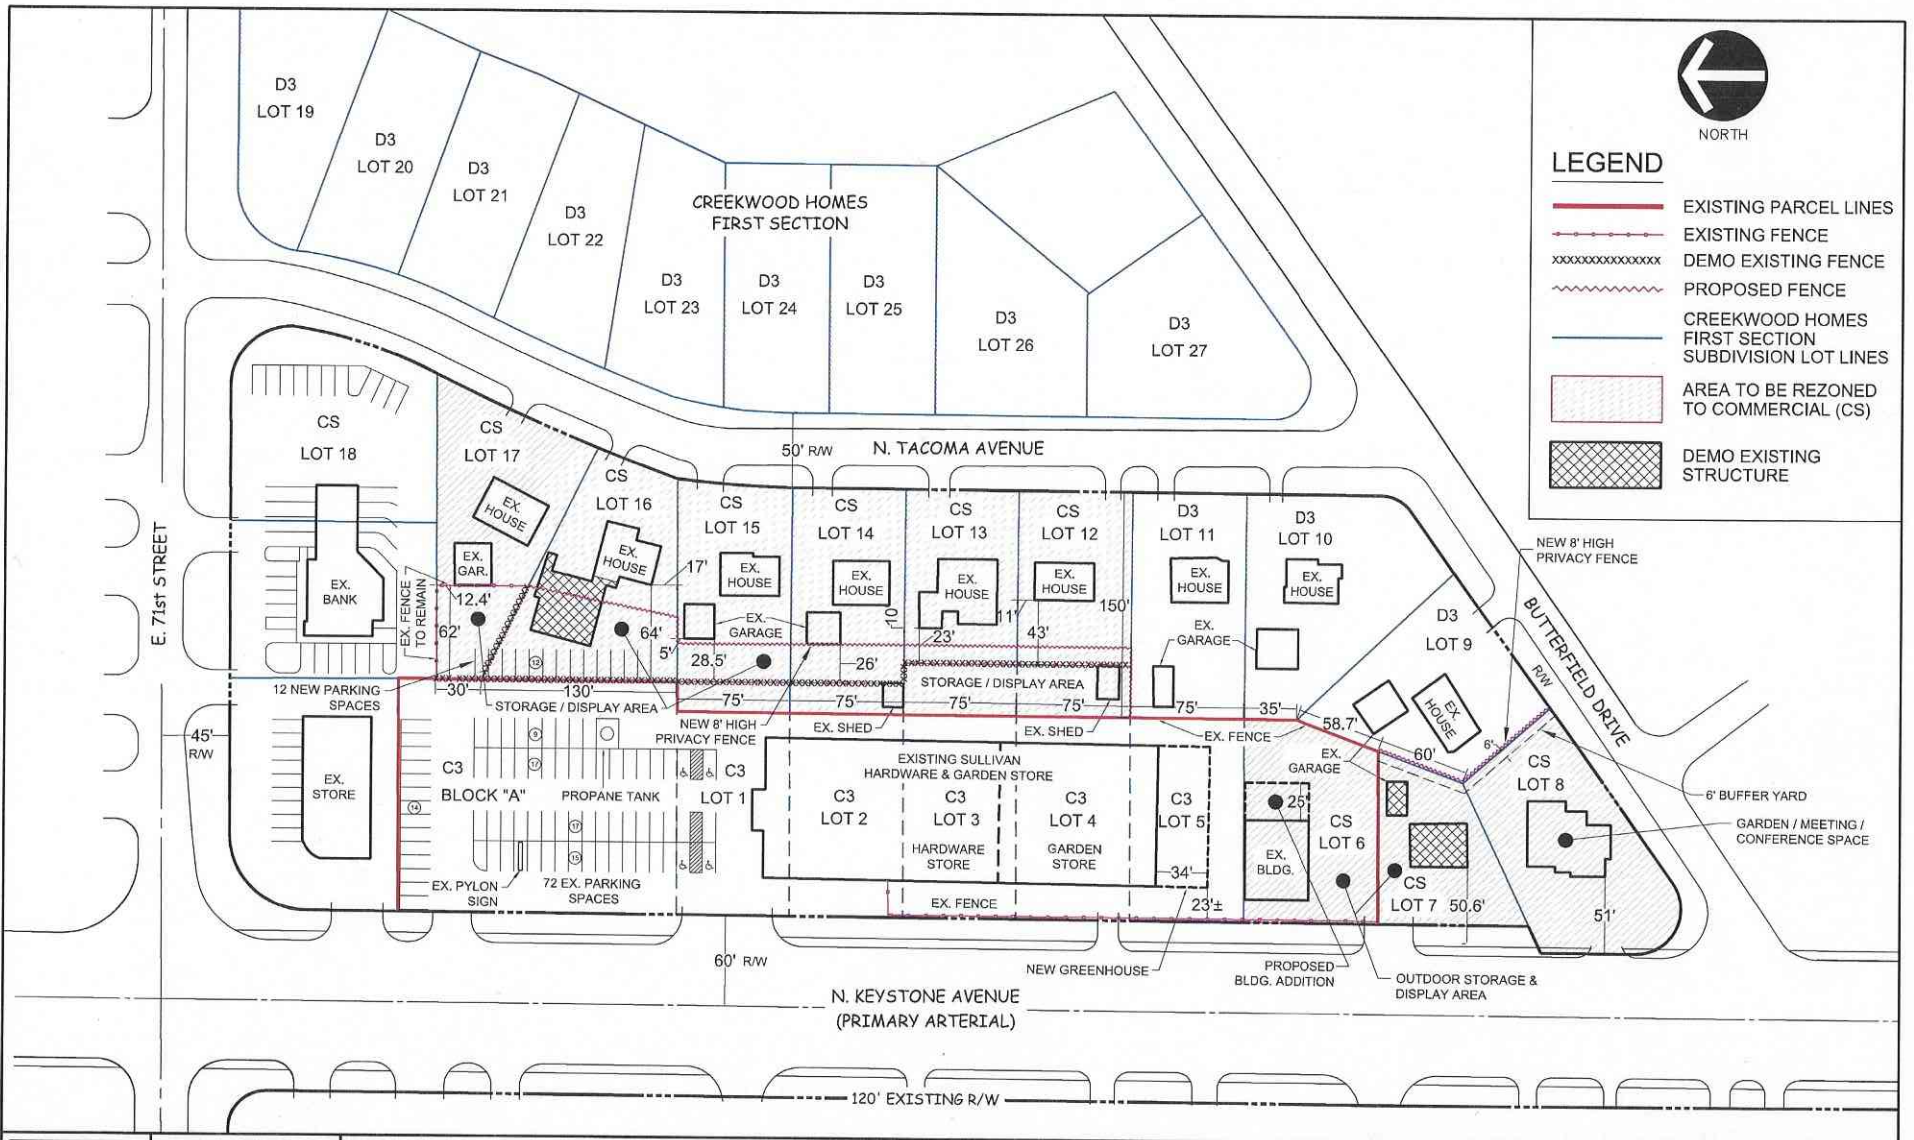 NORTH
LEGEND
EXISTING PARCEL LINES
EXISTING FENCE
DEMO EXISTING FENCE
PROPOSED FENCE
CREEKWOOD HOMES
FIRST SECTION
SUBDIVISION LOT LINES
AREA TO BE REZONED
TO COMMERCIAL (CS)
DEMO EXISTING
STRUCTURE
D3
LOT 19
D3
LOT 20
D3
LOT 21
D3
LOT 22
CREEKWOOD HOMES
FIRST SECTION
D3
LOT 23
D3
LOT 24
D3
LOT 25
D3
LOT 26
D3
LOT 27
50' R/W
N. TACOMA AVENUE
E. 71st STREET
CS
LOT 18
EX.
BANK
CS
LOT 17
EX.
HOUSE
EX.
GAR.
CS
LOT 16
EX.
HOUSE
CS
LOT 15
EX.
HOUSE
CS
LOT 14
EX.
HOUSE
CS
LOT 13
EX.
HOUSE
CS
LOT 12
EX.
HOUSE
D3
LOT 11
EX.
HOUSE
D3
LOT 10
EX.
HOUSE
D3
LOT 9
EX.
HOUSE
NEW 8' HIGH
PRIVACY FENCE
BUTTERFIELD DRIVE
R/W
EX. FENCE
TO REMAIN
12.4'
62'
17'
64'
5'
EX.
GARAGE
28.5'
26'
10
23'
11'
43'
150'
EX.
GARAGE
12
12 NEW PARKING
SPACES
30'
130'
STORAGE / DISPLAY AREA
75'
75'
STORAGE / DISPLAY AREA
75'
75'
75'
35'
58.7'
60'
6'
NEW 8' HIGH
PRIVACY FENCE
EX. SHED
EX. SHED
EX. FENCE
EX.
GARAGE
45'
R/W
EX.
STORE
14
C3
BLOCK "A"
9
17
PROPANE TANK
17
15
EX. PYLON
SIGN
72 EX. PARKING
SPACES
C3
LOT 1
EXISTING SULLIVAN
HARDWARE & GARDEN STORE
C3
LOT 2
C3
LOT 3
HARDWARE
STORE
C3
LOT 4
GARDEN
STORE
C3
LOT 5
34'
23'±
EX. FENCE
25'
EX.
BLDG.
CS
LOT 6
CS
LOT 7
50.6'
CS
LOT 8
51'
6' BUFFER YARD
GARDEN / MEETING /
CONFERENCE SPACE
NEW GREENHOUSE
PROPOSED
BLDG. ADDITION
OUTDOOR STORAGE &
DISPLAY AREA
60' R/W
N. KEYSTONE AVENUE
(PRIMARY ARTERIAL)
120' EXISTING R/W